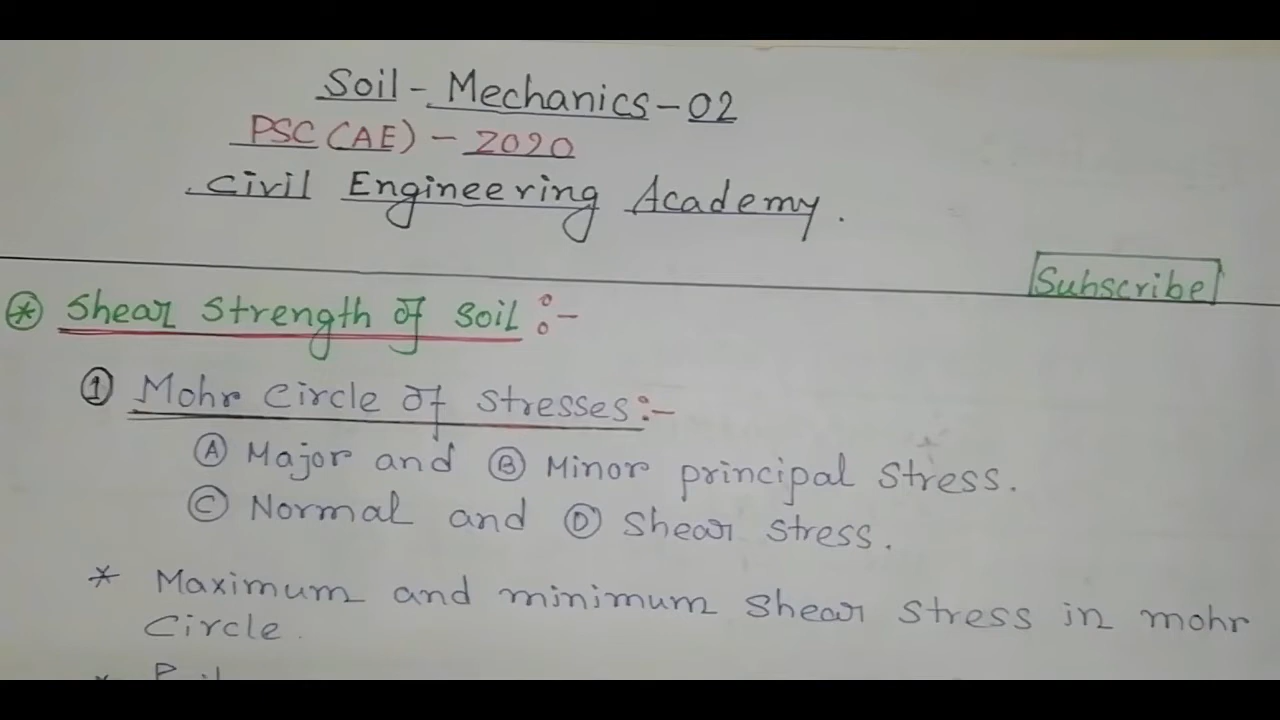 Soil - Mechanics - 02
PSC (AE) - 2020
Civil Engineering Academy.
Subscribe
* Shear Strength of Soil :-
① Mohr Circle of Stresses :-
Ⓐ Major and Ⓑ Minor principal stress.
Ⓒ Normal and Ⓓ Shear stress.
* Maximum and minimum Shear stress in mohr
Circle.